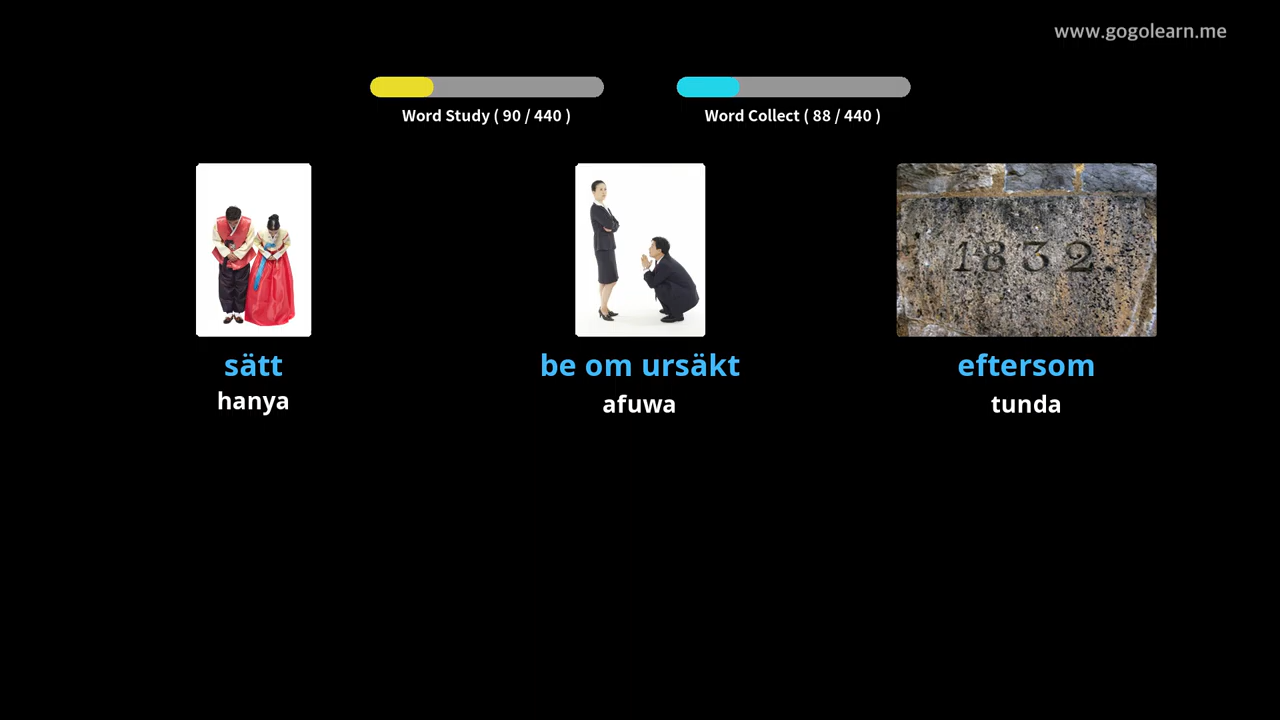 www.gogolearn.me
Word Study ( 90 / 440 )
Word Collect ( 88 / 440 )
1832.
sätt
hanya
be om ursäkt
afuwa
eftersom
tunda